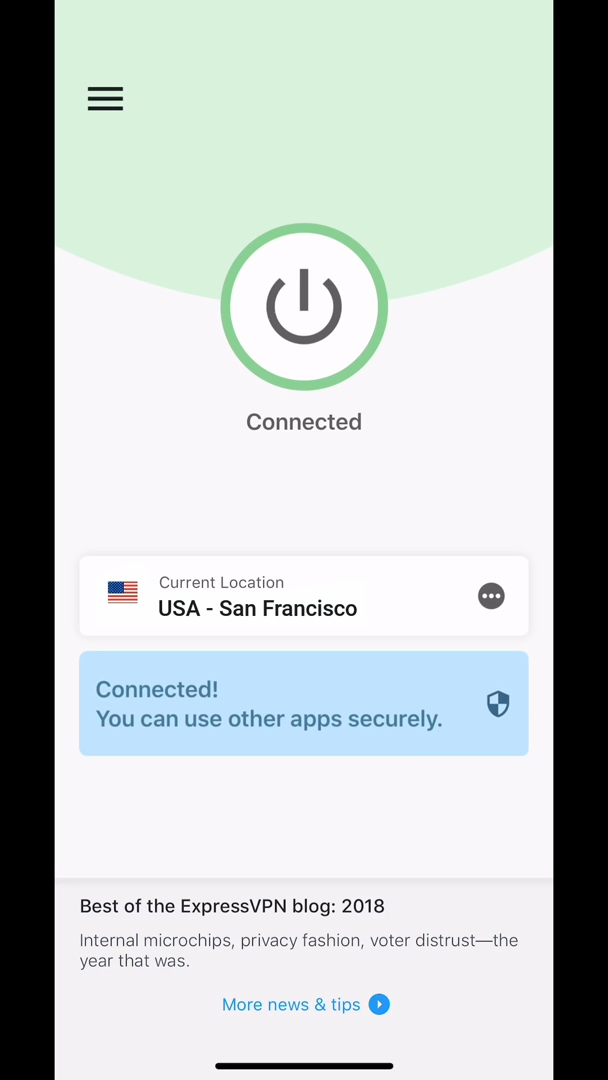 Connected
Current Location
USA - San Francisco
Connected!
You can use other apps securely.
Best of the ExpressVPN blog: 2018
Internal microchips, privacy fashion, voter distrust—the
year that was.
More news & tips